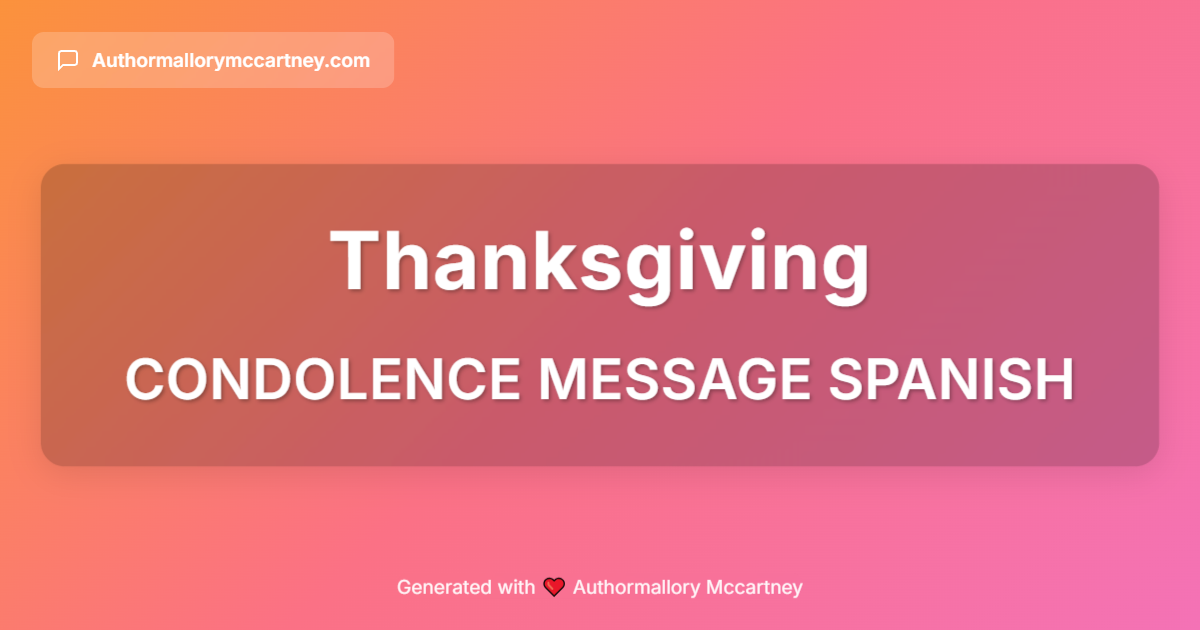 Authormallorymccartney.com
Thanksgiving
CONDOLENCE MESSAGE SPANISH
Generated with ❤️ Authormallory Mccartney